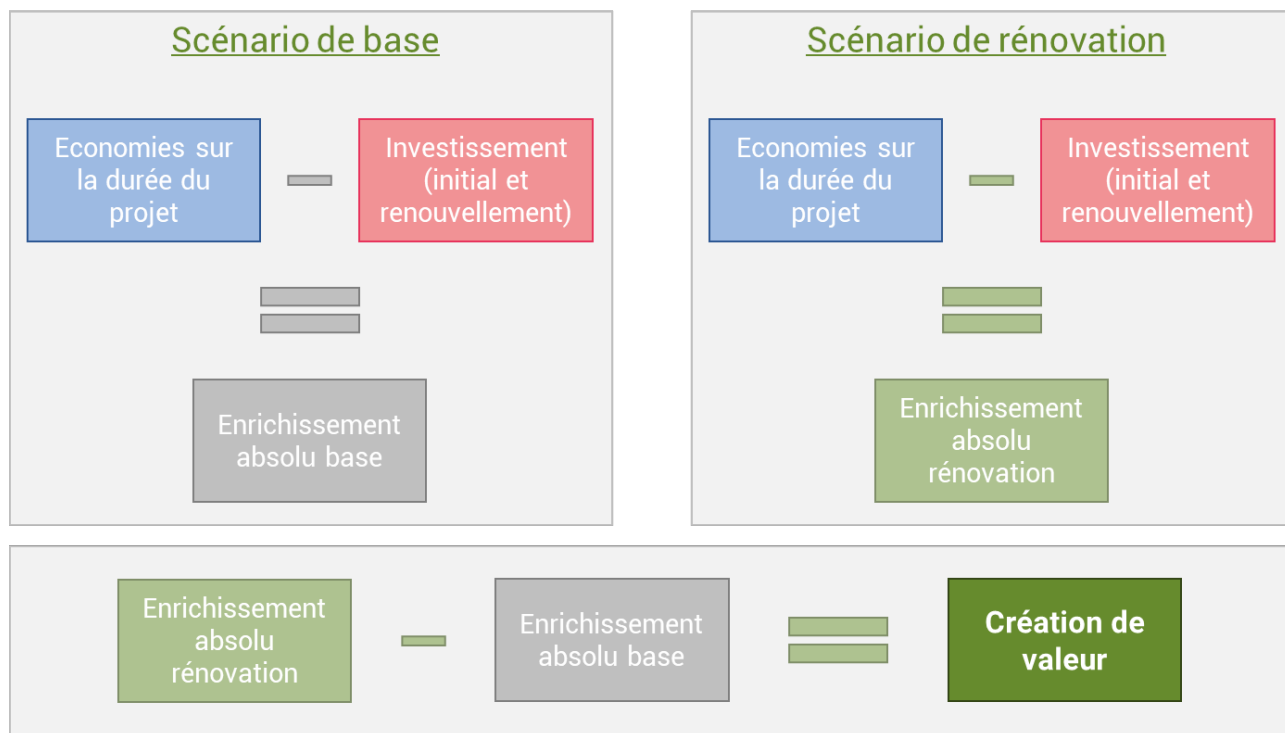 Scénario de base
Economies sur
la durée du
projet
Investissement
(initial et
renouvellement)
Enrichissement
absolu base
Scénario de rénovation
Economies sur
la durée du
projet
Investissement
(initial et
renouvellement)
Enrichissement
absolu
rénovation
Enrichissement
absolu
rénovation
Enrichissement
absolu base
Création de
valeur